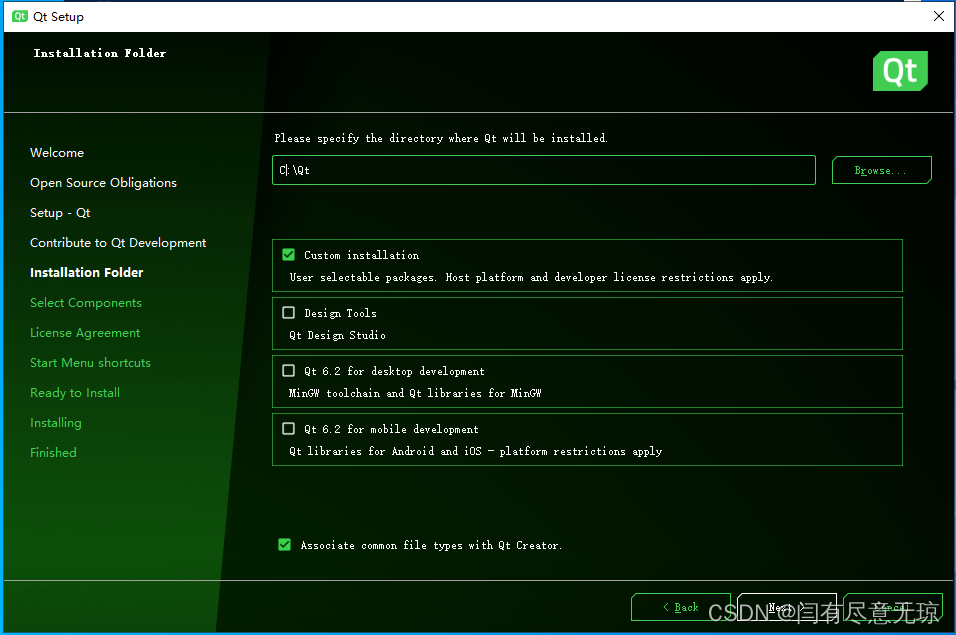 Qt Qt Setup
Installation Folder
Qt
Please specify the directory where Qt will be installed.
C:\Qt
Browse...
Welcome
Open Source Obligations
Setup - Qt
Contribute to Qt Development
Installation Folder
Select Components
License Agreement
Start Menu shortcuts
Ready to Install
Installing
Finished
Custom installation
User selectable packages. Host platform and developer license restrictions apply.
Design Tools
Qt Design Studio
Qt 6.2 for desktop development
MinGW toolchain and Qt libraries for MinGW
Qt 6.2 for mobile development
Qt libraries for Android and iOS - platform restrictions apply
Associate common file types with Qt Creator.
< Back
Next >
Cancel
CSDN @闫有尽意无琼